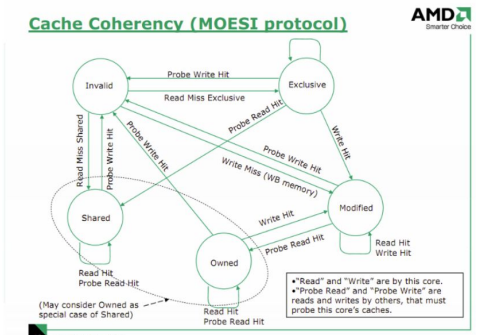 Cache Coherency (MOESI protocol)
AMD
Smarter Choice
Probe Write Hit
Invalid
Exclusive
Read Miss Exclusive
Probe Read Hit
Read Miss Shared
Probe Write Hit
Probe Write Hit
Probe Write Hit
Write Miss (WB memory)
Write Hit
Shared
Modified
Write Hit
Probe Read Hit
Owned
Read Hit
Write Hit
Read Hit
Probe Read Hit
(May consider Owned as
special case of Shared)
Read Hit
Probe Read Hit
•"Read" and "Write" are by this core.
•"Probe Read" and "Probe Write" are
reads and writes by others, that must
probe this core's caches.